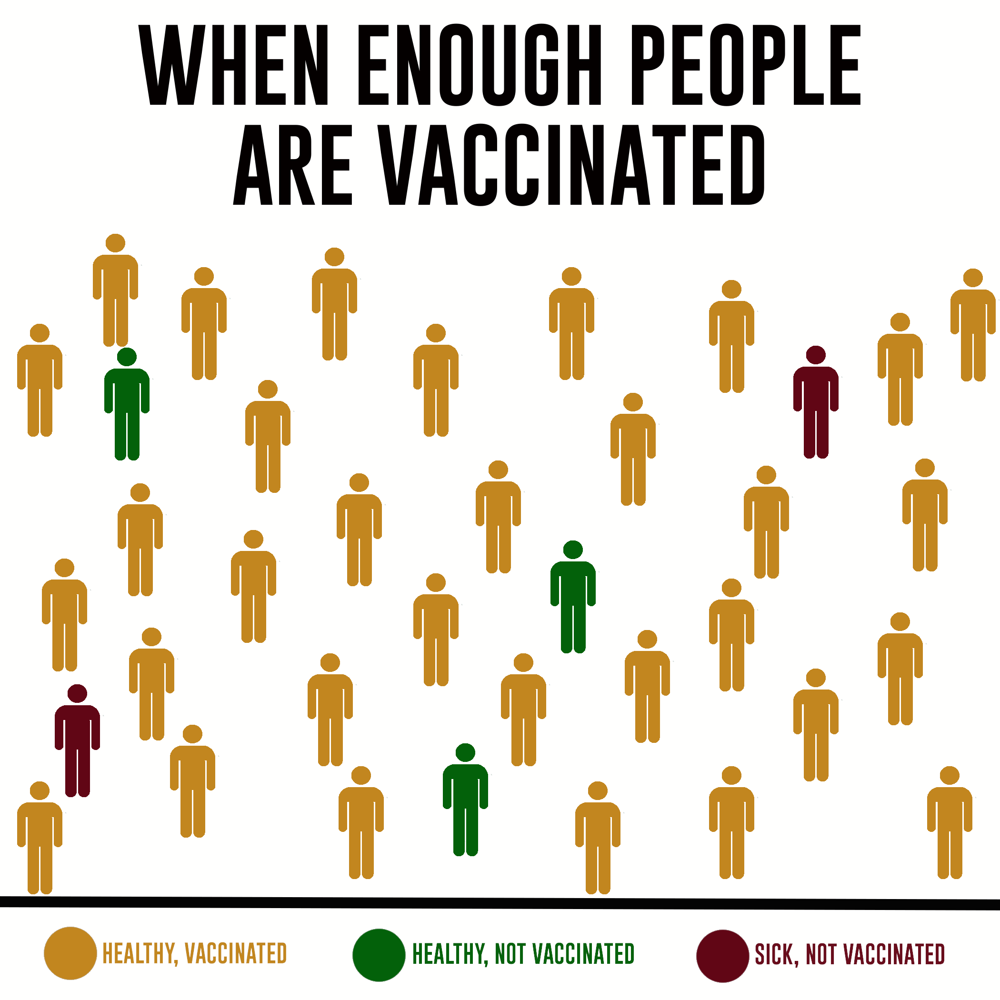 WHEN ENOUGH PEOPLE
ARE VACCINATED
HEALTHY, VACCINATED
HEALTHY, NOT VACCINATED
SICK, NOT VACCINATED